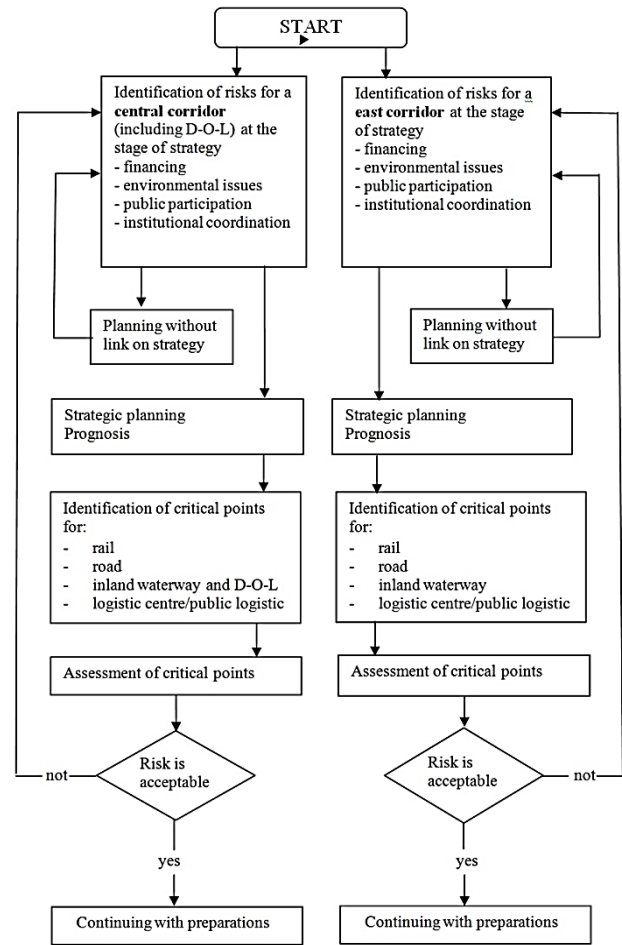 START
Identification of risks for a
central corridor
(including D-O-L) at the
stage of strategy
- financing
- environmental issues
- public participation
- institutional coordination
Identification of risks for a
east corridor at the stage
of strategy
- financing
- environmental issues
- public participation
- institutional coordination
Planning without
link on strategy
Planning without
link on strategy
Strategic planning
Prognosis
Strategic planning
Prognosis
Identification of critical points
for:
- rail
- road
- inland waterway and D-O-L
- logistic centre/public logistic
Identification of critical points
for:
- rail
- road
- inland waterway
- logistic centre/public logistic
Assessment of critical points
Assessment of critical points
Risk is
acceptable
not
Risk is
acceptable
not
yes
yes
Continuing with preparations
Continuing with preparations